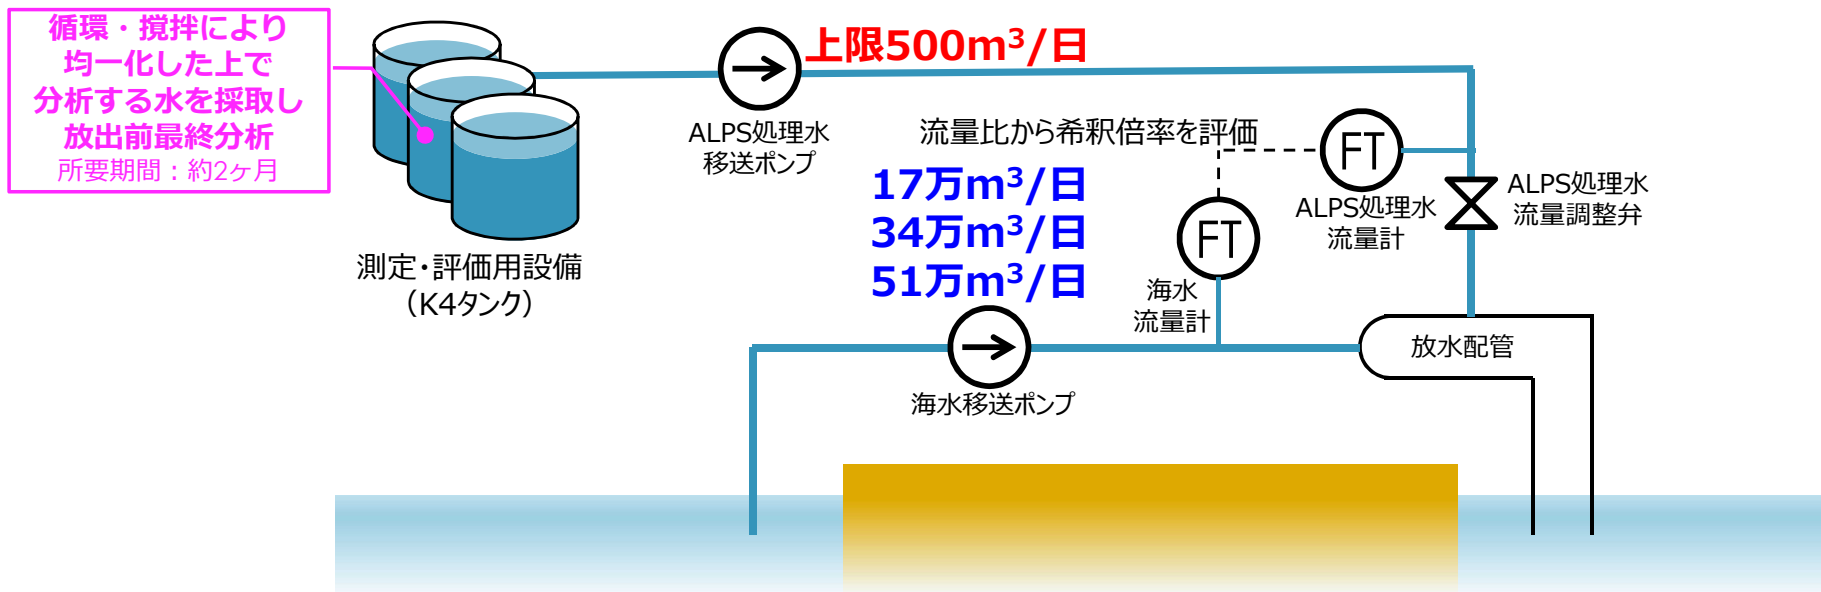 循環・撹拌により
均一化した上で
分析する水を採取し
放出前最終分析
所要期間：約2ヶ月
測定・評価用設備
（K4タンク）
ALPS処理水
移送ポンプ
上限500m³/日
流量比から希釈倍率を評価
17万m³/日
34万m³/日
51万m³/日
FT
ALPS処理水
流量計
ALPS処理水
流量調整弁
FT
海水
流量計
海水移送ポンプ
放水配管